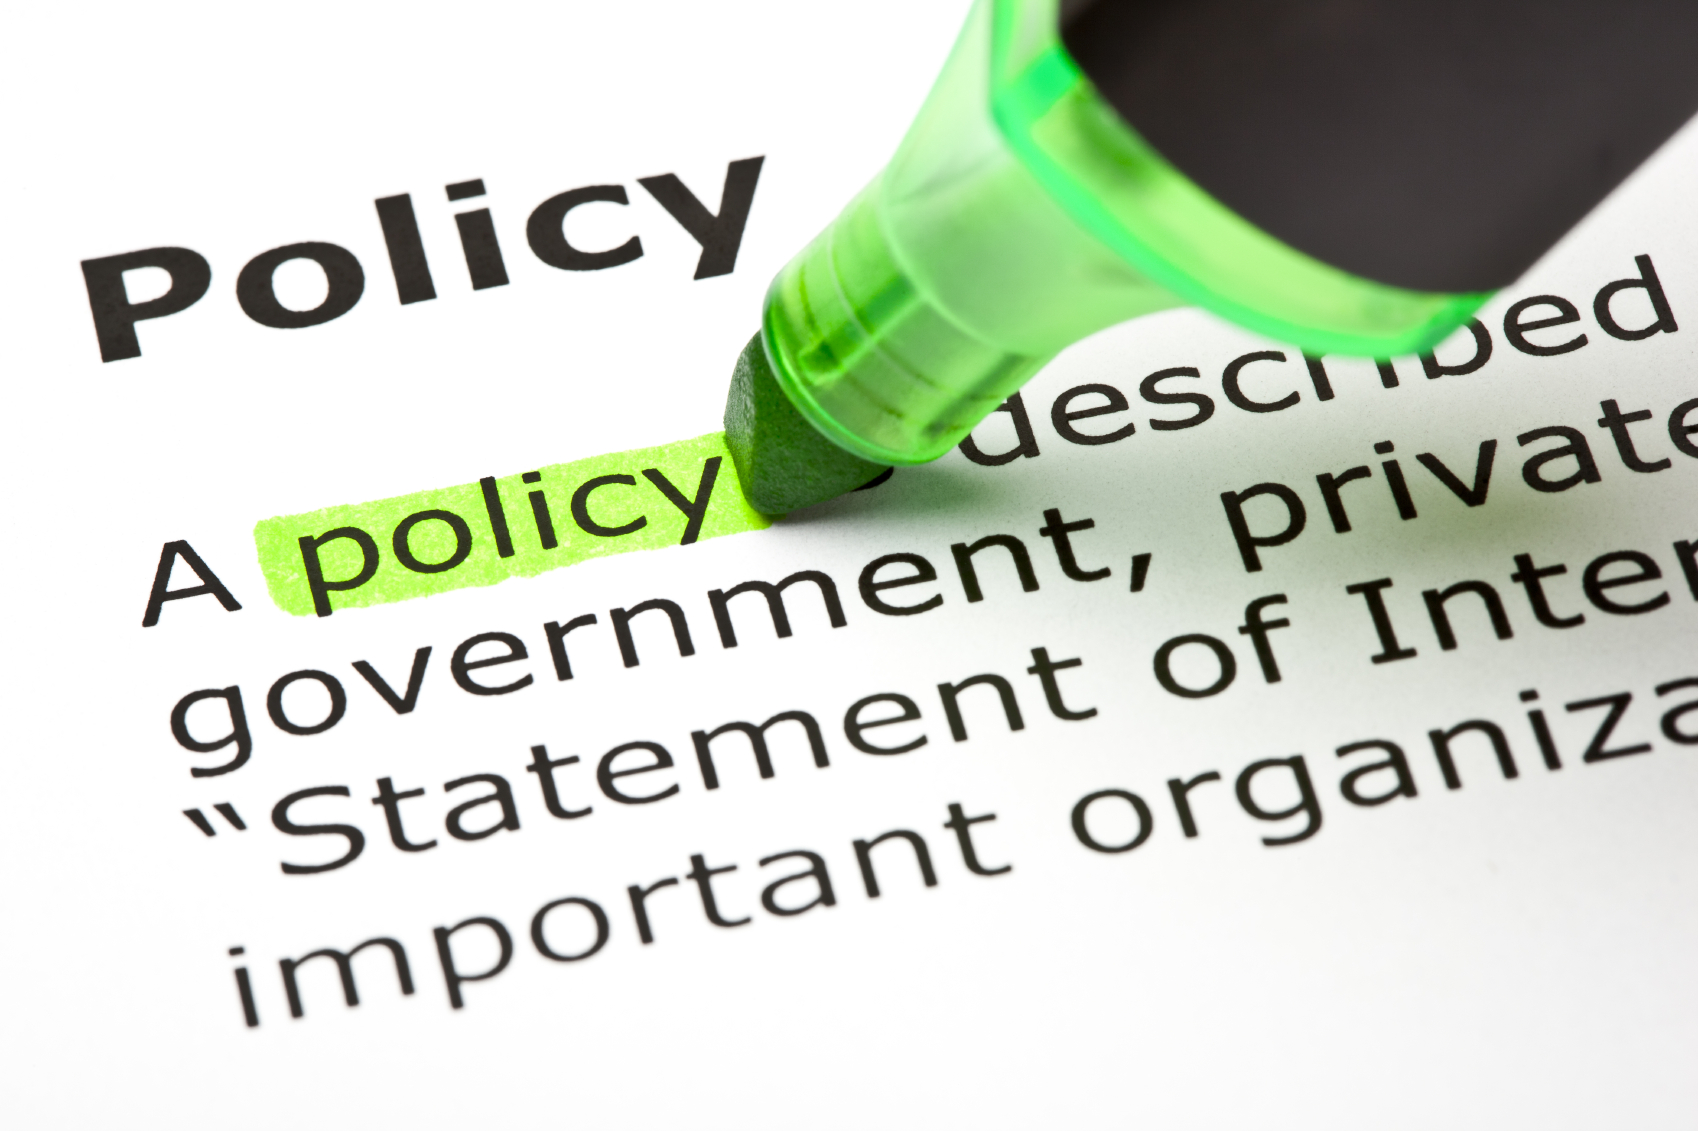 Policy
A policy described
government, private
“Statement of Inter
important organiza